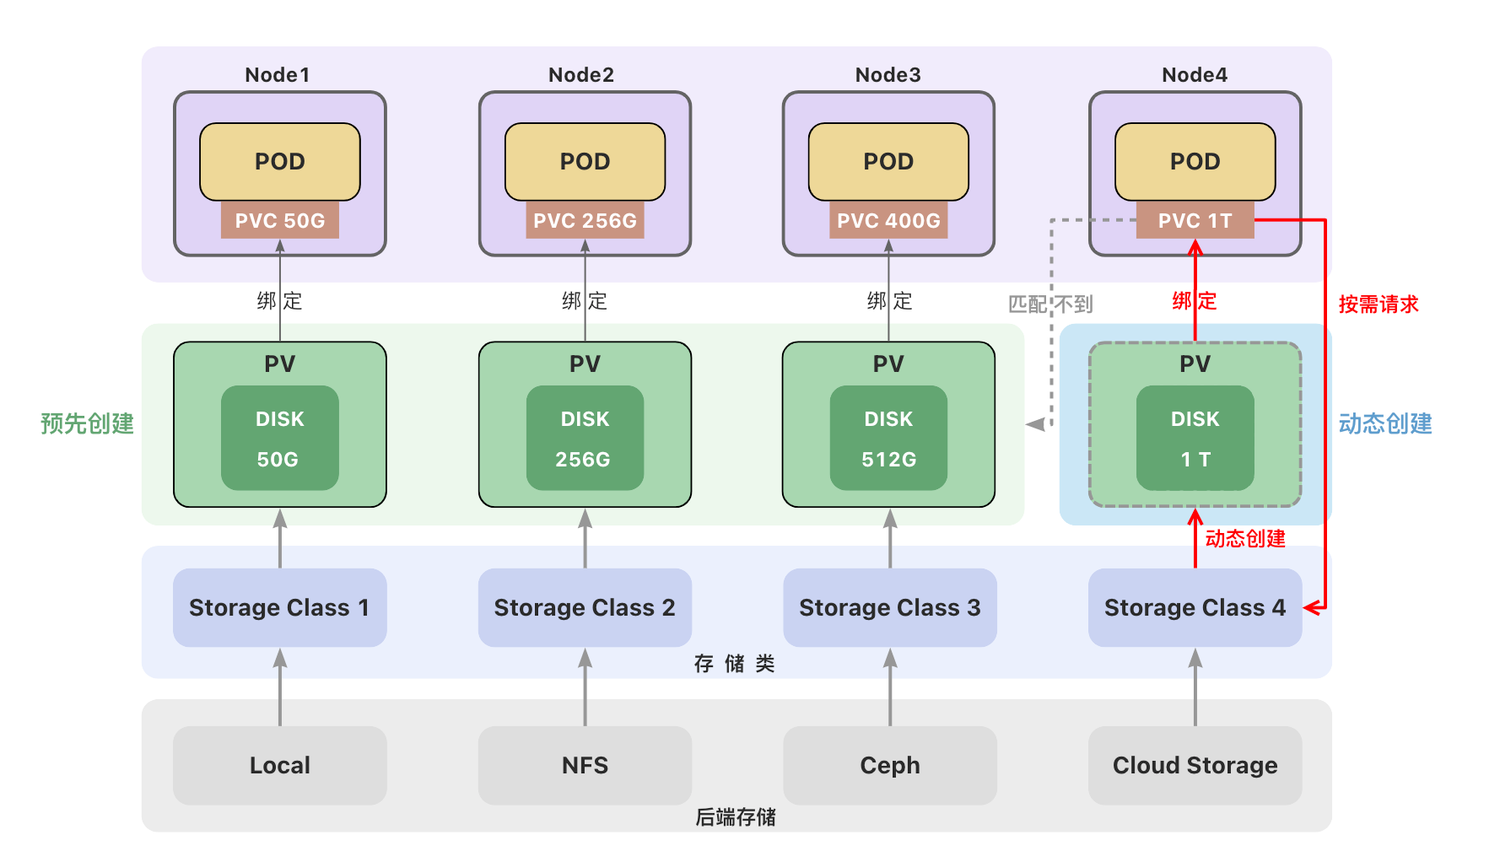 Node1
Node2
Node3
Node4
POD
POD
POD
POD
PVC 50G
PVC 256G
PVC 400G
PVC 1T
绑 定
绑 定
绑 定
匹配 不到
绑 定
按需请求
PV
PV
PV
PV
预先创建
DISK
50G
DISK
256G
DISK
512G
DISK
1 T
动态创建
动态创建
Storage Class 1
Storage Class 2
Storage Class 3
Storage Class 4
存 储 类
Local
NFS
Ceph
Cloud Storage
后端存储